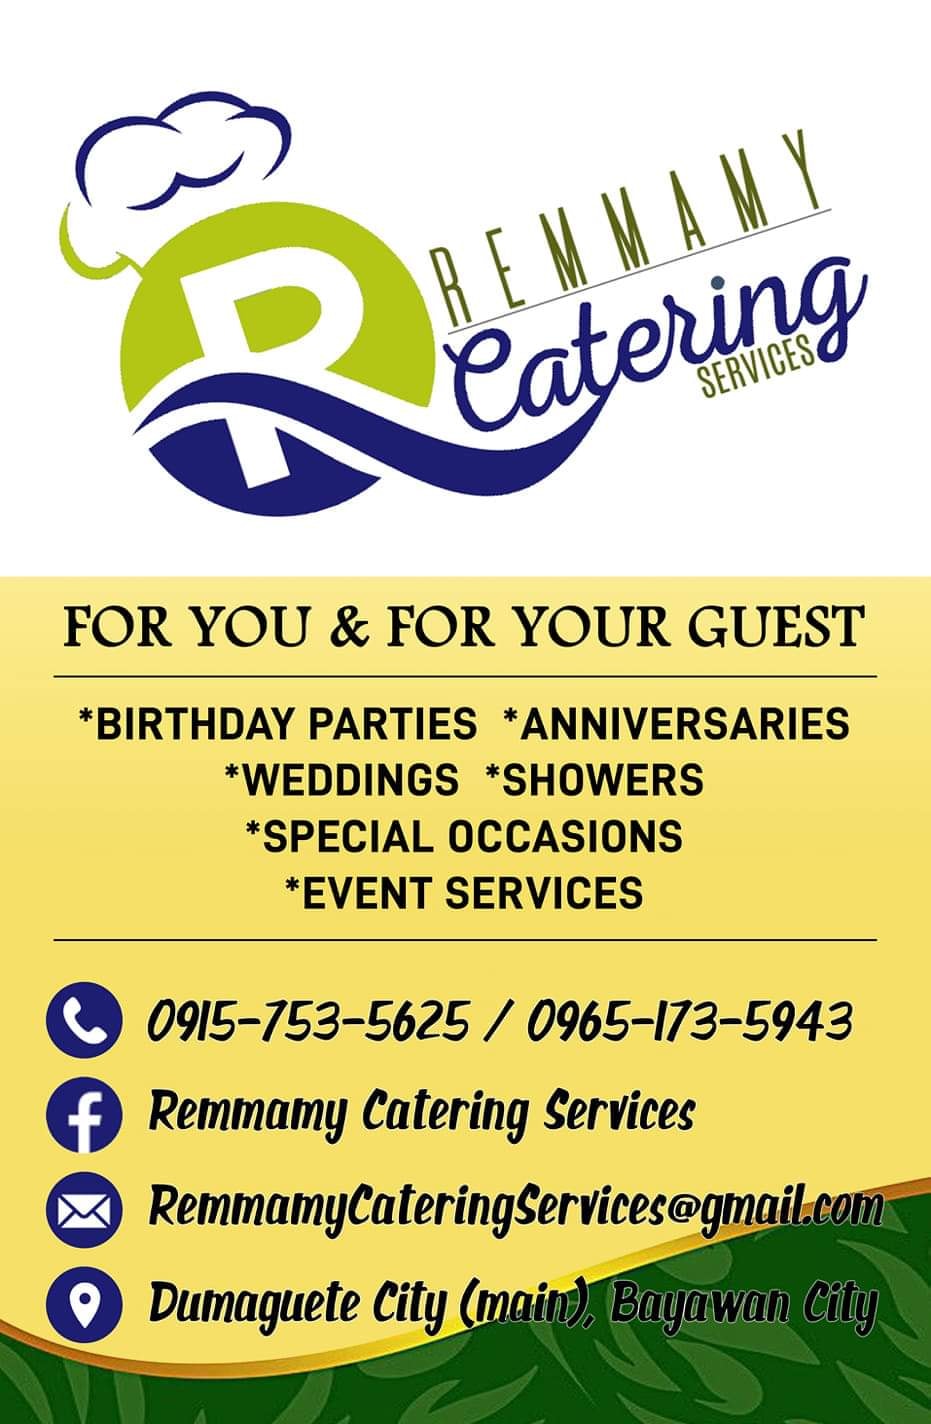 REMMAMY
Catering
SERVICES
FOR YOU & FOR YOUR GUEST
*BIRTHDAY PARTIES *ANNIVERSARIES
*WEDDINGS *SHOWERS
*SPECIAL OCCASIONS
*EVENT SERVICES
0915-753-5625 / 0965-173-5943
Remmamy Catering Services
RemmamyCateringServices@gmail.com
Dumaguete City (main), Bayawan City